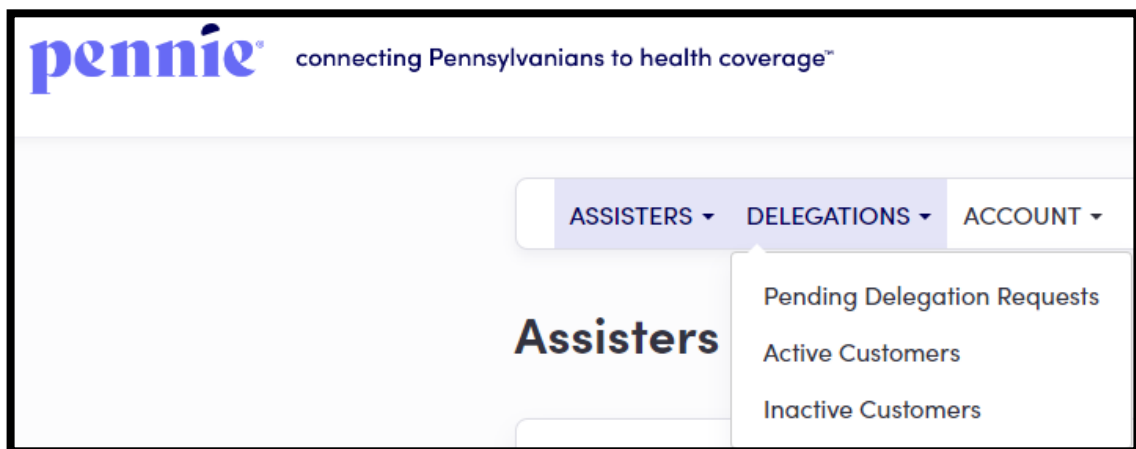 pennie® connecting Pennsylvanians to health coverage™
ASSISTERS DELEGATIONS ACCOUNT
Pending Delegation Requests
Assisters
Active Customers
Inactive Customers